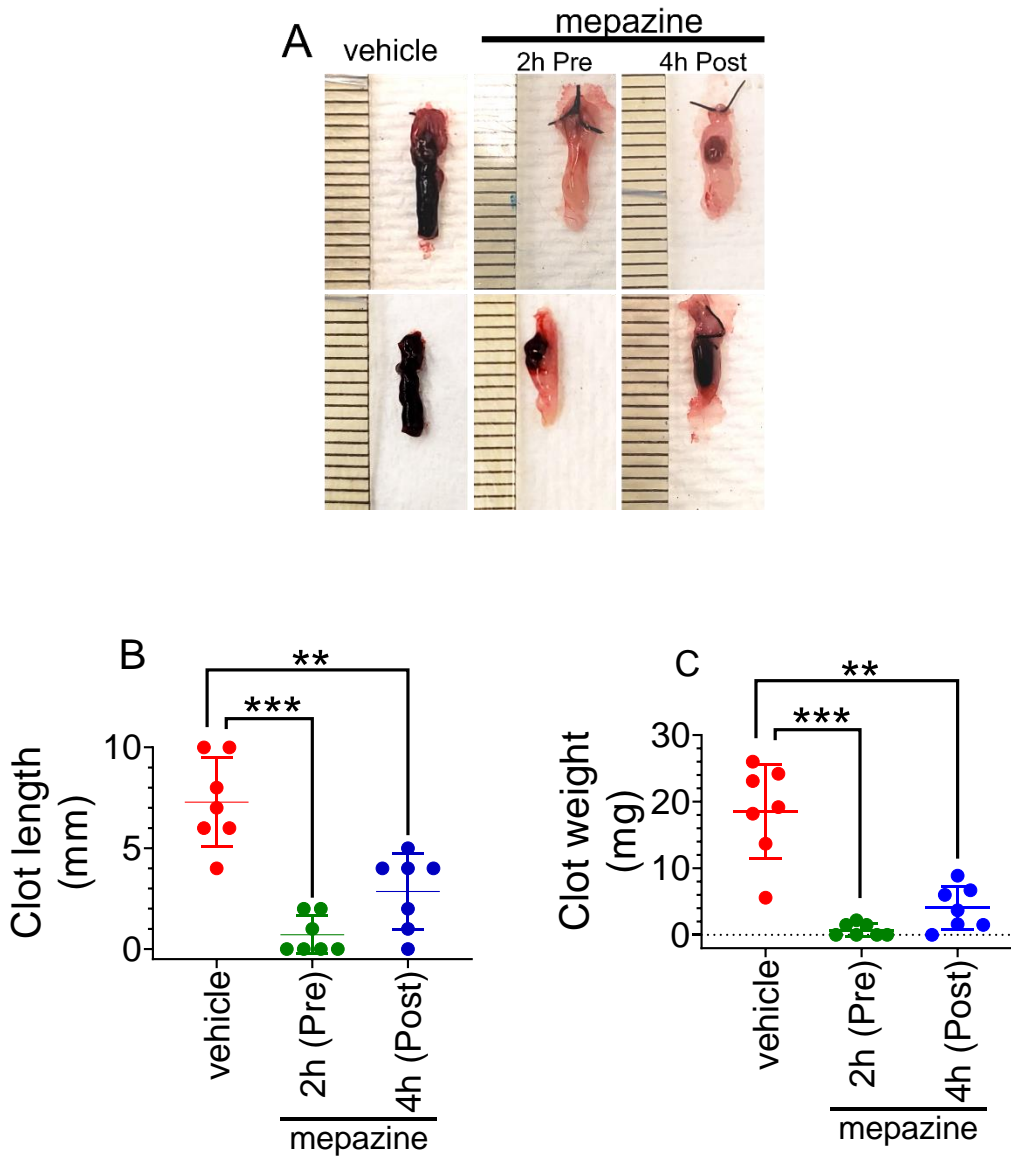 A
vehicle
mepazine
2h Pre
4h Post
B
**
***
Clot length
(mm)
10
5
0
vehicle
2h (Pre)
4h (Post)
mepazine
C
**
***
Clot weight
(mg)
30
20
10
0
vehicle
2h (Pre)
4h (Post)
mepazine